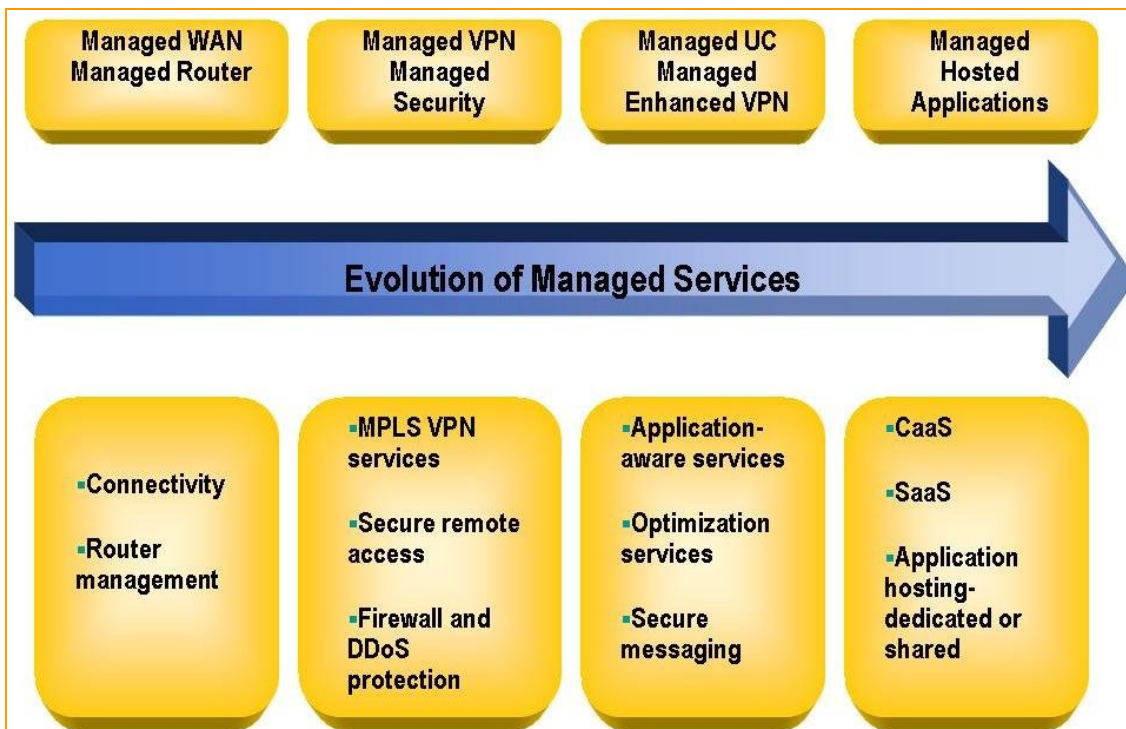 Managed WAN
Managed Router
Managed VPN
Managed
Security
Managed UC
Managed
Enhanced VPN
Managed
Hosted
Applications
Evolution of Managed Services
▪Connectivity
▪Router
management
▪MPLS VPN
services
▪Secure remote
access
▪Firewall and
DDoS
protection
▪Application-
aware services
▪Optimization
services
▪Secure
messaging
▪CaaS
▪SaaS
▪Application
hosting-
dedicated or
shared